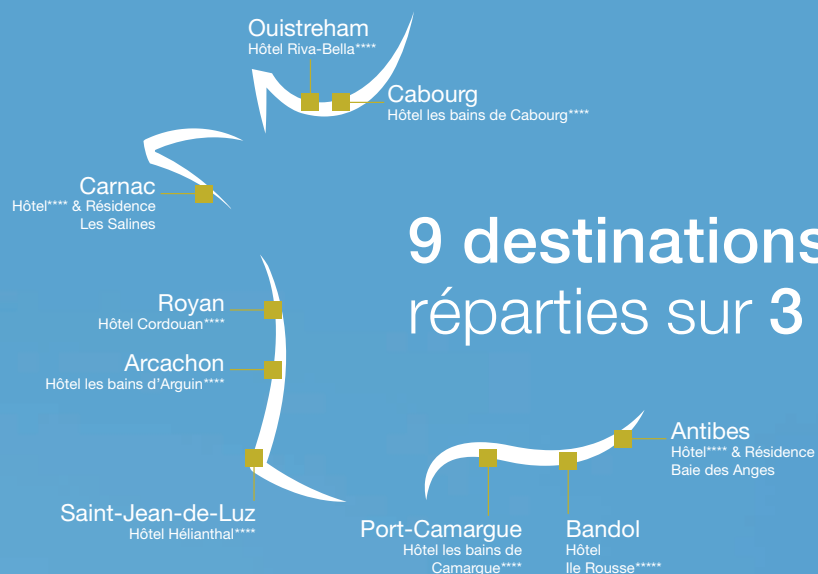 Ouistreham
Hôtel Riva-Bella****
Cabourg
Hôtel les bains de Cabourg****
Carnac
Hôtel**** & Résidence
Les Salines
9 destinations
réparties sur 3
Royan
Hôtel Cordouan****
Arcachon
Hôtel les bains d'Arguin****
Antibes
Hôtel**** & Résidence
Baie des Anges
Saint-Jean-de-Luz
Hôtel Hélianthal****
Port-Camargue
Hôtel les bains de
Camargue****
Bandol
Hôtel
Ile Rousse*****